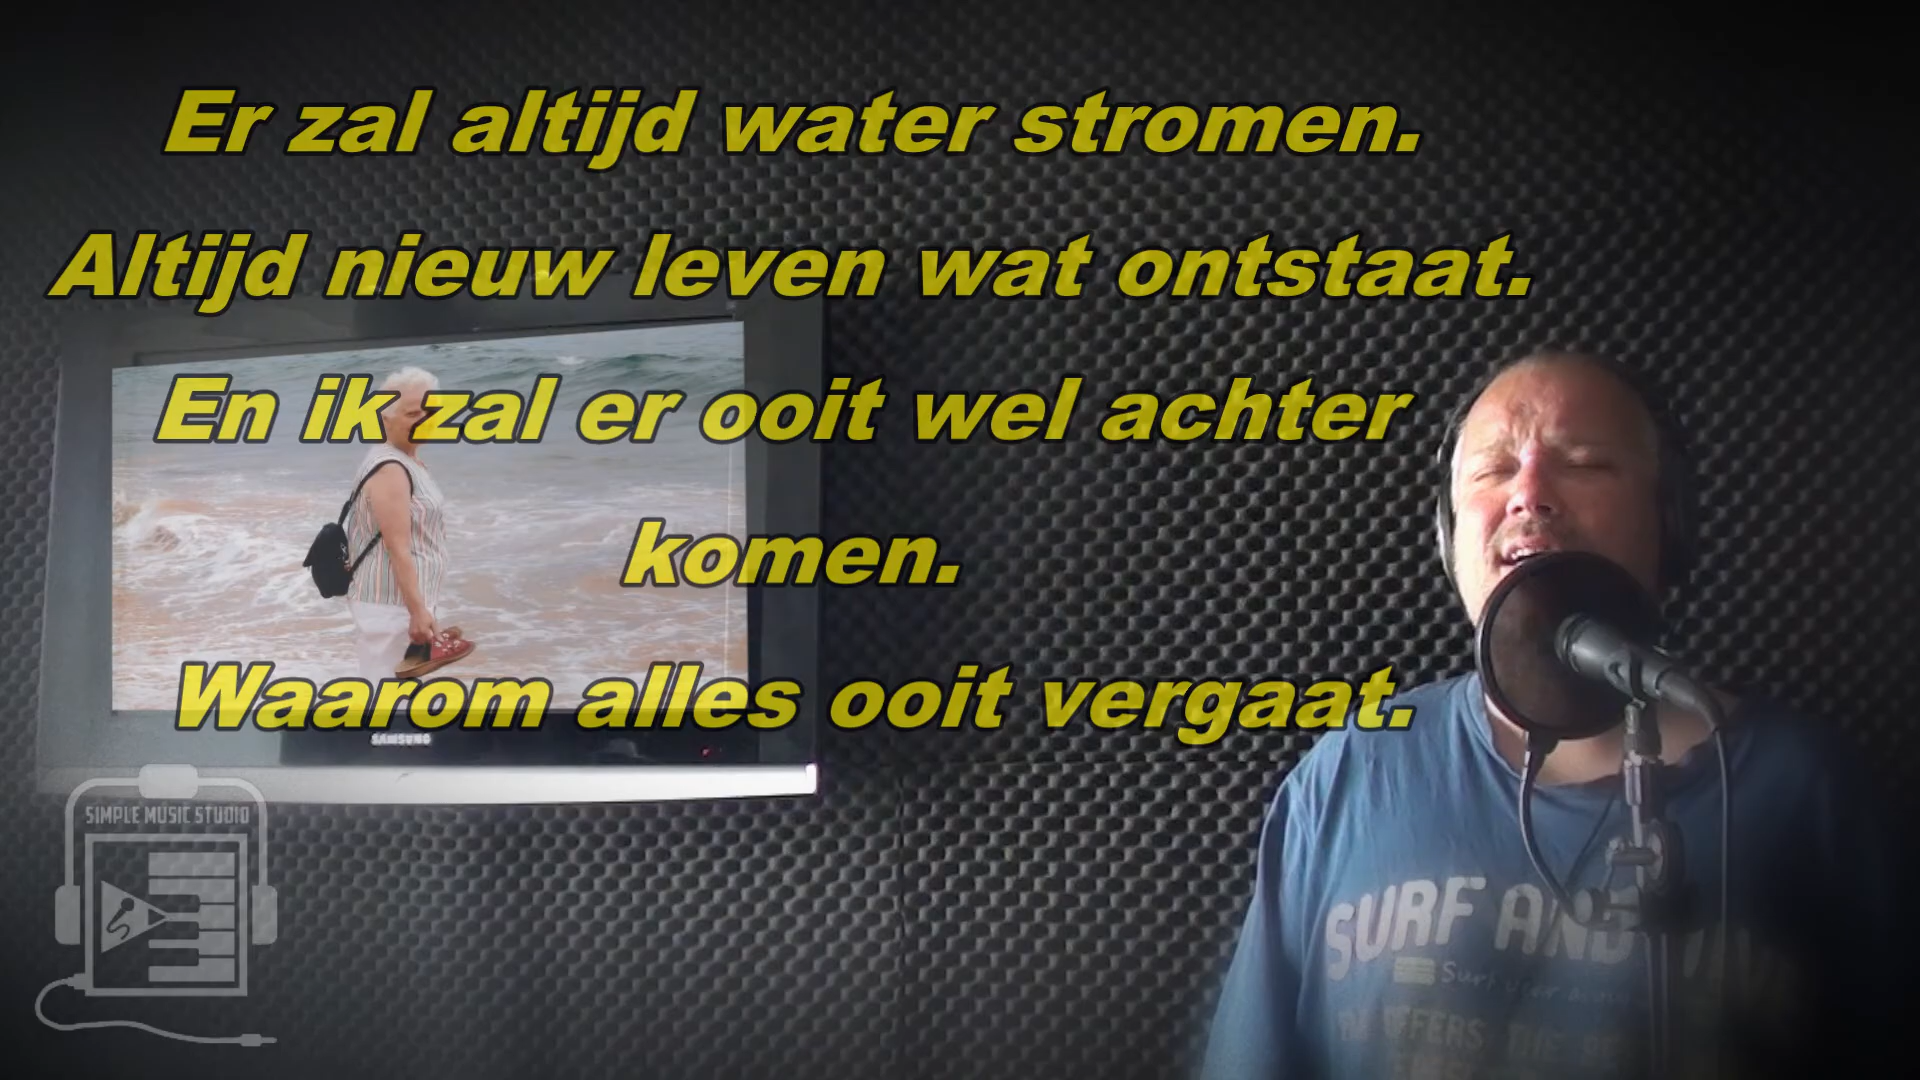 Er zal altijd water stromen.
Altijd nieuw leven wat ontstaat.
En ik zal er ooit wel achter
komen.
Waarom alles ooit vergaat.
SAMSUNG
SIMPLE MUSIC STUDIO
SURF AND
Surf